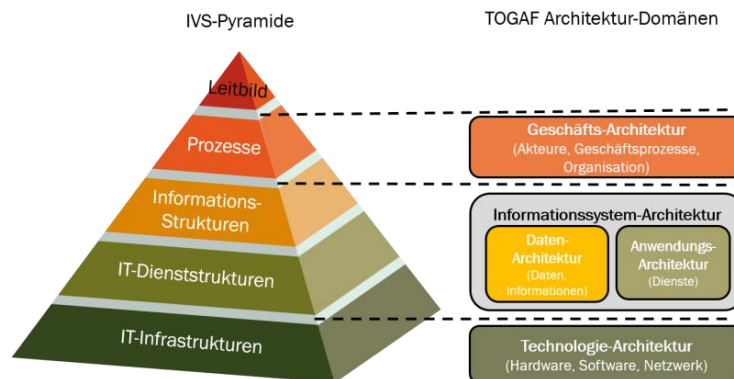 IVS-Pyramide
TOGAF Architektur-Domänen
Leitbild
Prozesse
Informations-
Strukturen
IT-Dienststrukturen
IT-Infrastrukturen
Geschäfts-Architektur
(Akteure, Geschäftsprozesse,
Organisation)
Informationssystem-Architektur
Daten-
Architektur
(Daten,
Informationen)
Anwendungs-
Architektur
(Dienste)
Technologie-Architektur
(Hardware, Software, Netzwerk)